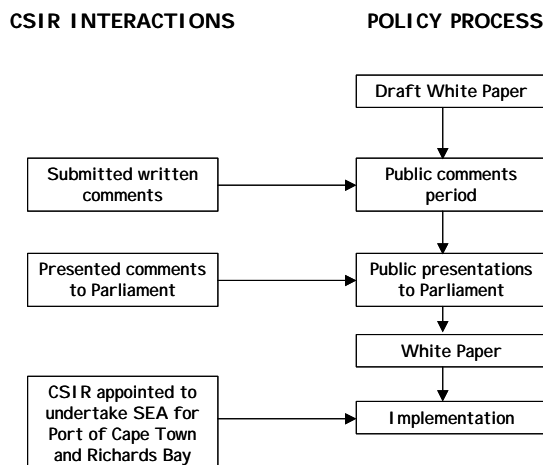 CSIR INTERACTIONS
POLICY PROCESS
Draft White Paper
Submitted written
comments
Public comments
period
Presented comments
to Parliament
Public presentations
to Parliament
White Paper
CSIR appointed to
undertake SEA for
Port of Cape Town
and Richards Bay
Implementation